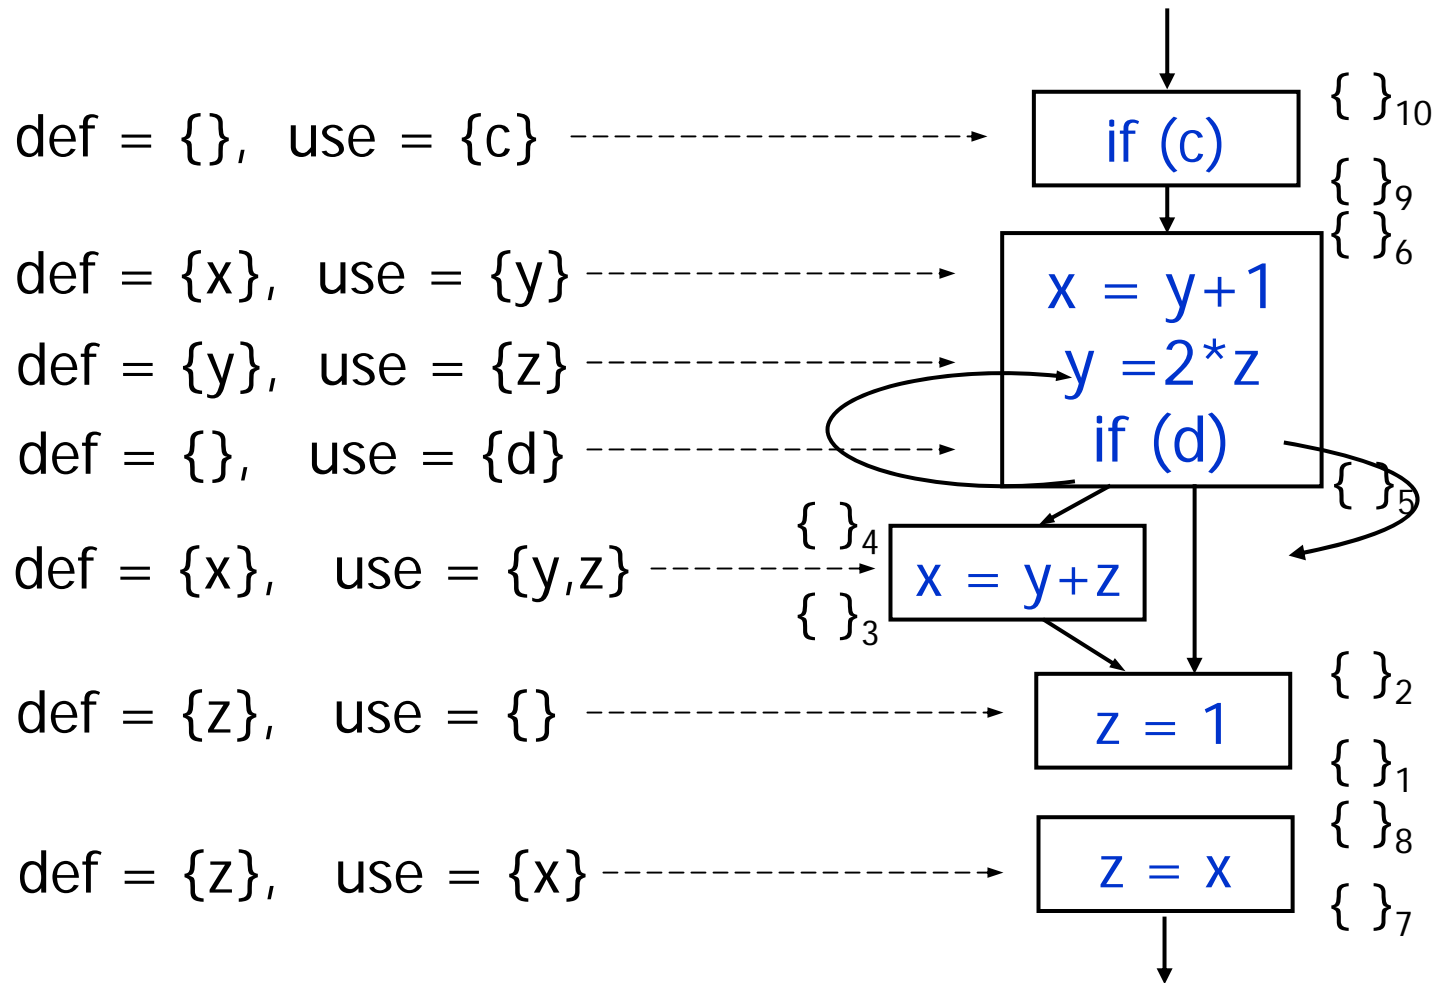 def = {}, use = {c}
if (c)
{ }10
{ }9
{ }6
def = {x}, use = {y}
x = y+1
def = {y}, use = {z}
y =2*z
def = {}, use = {d}
if (d)
{ }5
{ }4
def = {x}, use = {y,z}
x = y+z
{ }3
{ }2
def = {z}, use = {}
z = 1
{ }1
{ }8
def = {z}, use = {x}
z = x
{ }7